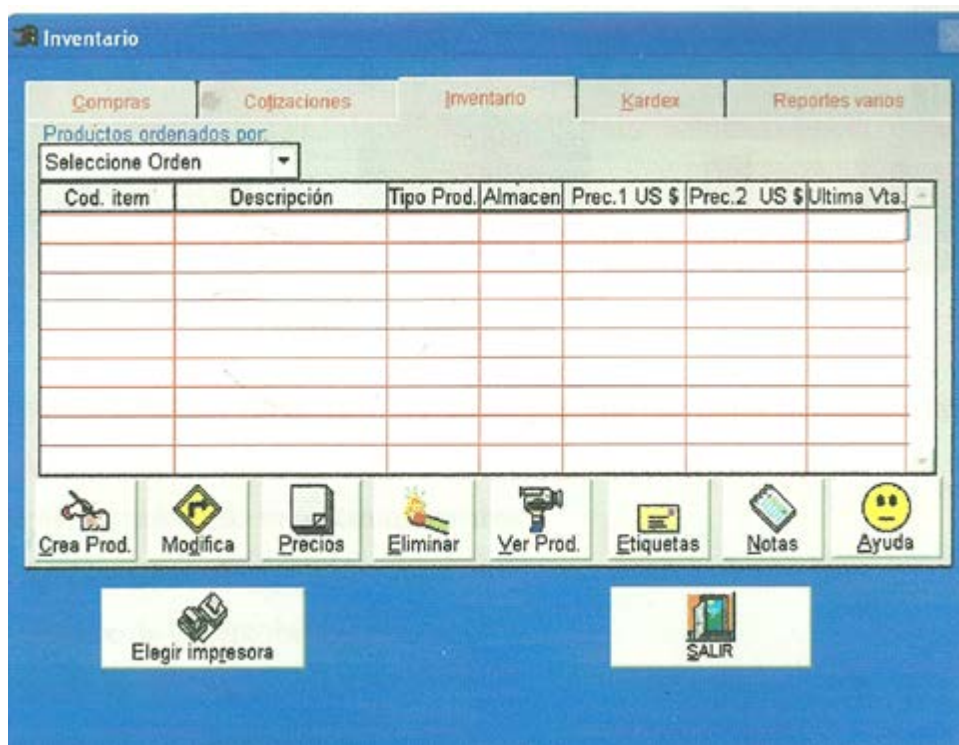 Inventario
Compras Cotizaciones Inventario Kardex Reportes varios
Productos ordenados por:
Seleccione Orden
Cod. item Descripción Tipo Prod. Almacen Prec.1 US $ Prec.2 US $ Ultima Vta.
Crea Prod. Modifica Precios Eliminar Ver Prod. Etiquetas Notas Ayuda
Elegir impresora SALIR